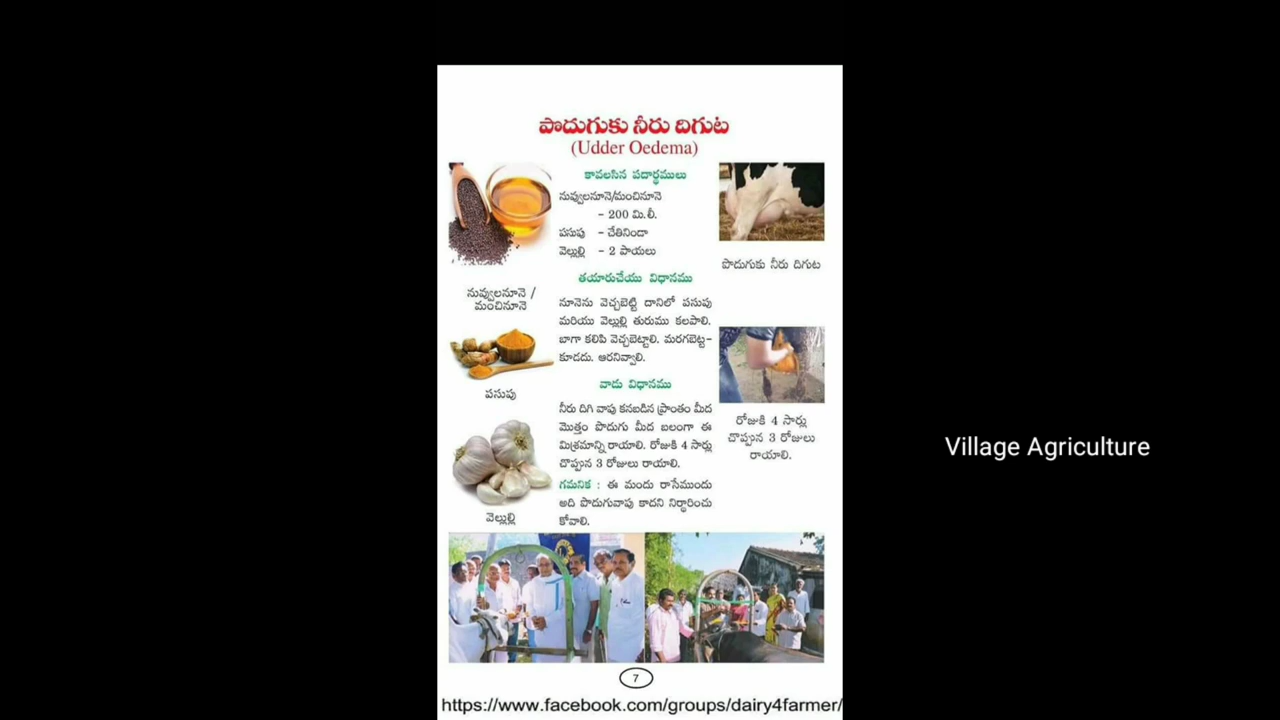 పొదుగుకు నీరు దిగుట
(Udder Oedema)
కావలసిన పదార్థములు
నువ్వులనూనె/మంచినూనె
- 200 మి.లీ.
పసుపు - చేతినిండా
వెల్లుల్లి - 2 పాయలు
తయారుచేయు విధానము
నూనెను వెచ్చబెట్టి దానిలో పసుపు
మరియు వెల్లుల్లి తురుము కలపాలి.
బాగా కలిపి వెచ్చబెట్టాలి. మరగబెట్ట-
కూడదు. ఆరనివ్వాలి.
వాడు విధానము
నీరు దిగి వాపు కనబడిన ప్రాంతం మీద
మొత్తం పొదుగు మీద బలంగా ఈ
మిశ్రమాన్ని రాయాలి. రోజుకి 4 సార్లు
చొప్పున 3 రోజులు రాయాలి.
గమనిక : ఈ మందు రాసేముందు
అది పొదుగువాపు కాదని నిర్ధారించు
కోవాలి.
నువ్వులనూనె /
మంచినూనె
పసుపు
వెల్లుల్లి
పొదుగుకు నీరు దిగుట
రోజుకి 4 సార్లు
చొప్పున 3 రోజులు
రాయాలి.
7
https://www.facebook.com/groups/dairy4farmer/
Village Agriculture